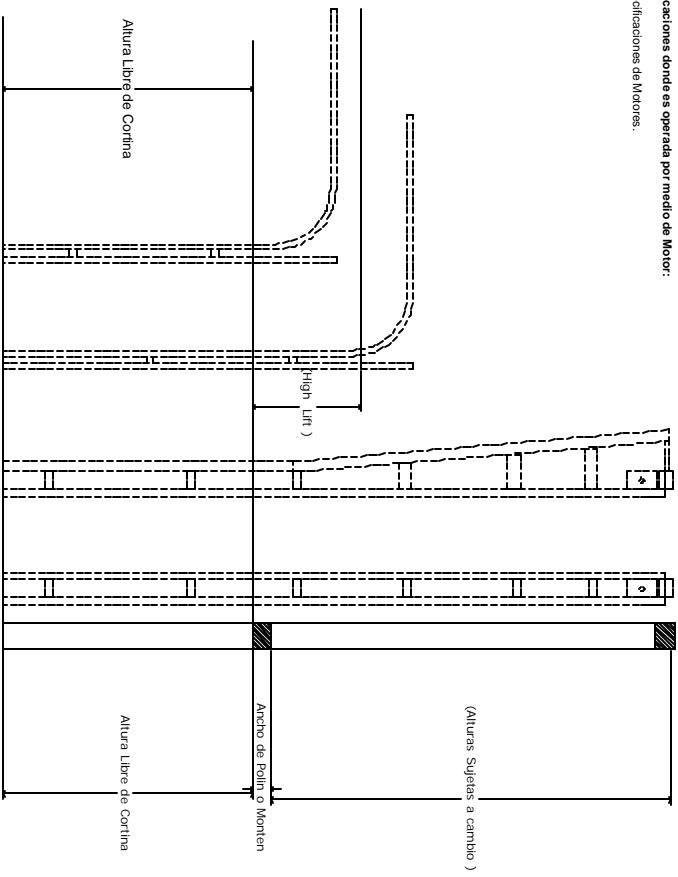 caciones donde es operada por medio de Motor:
cificaciones de Motores.
(Alturas Sujetas a cambio )
(High Lift )
Ancho de Polin o Monten
Altura Libre de Cortina
Altura Libre de Cortina